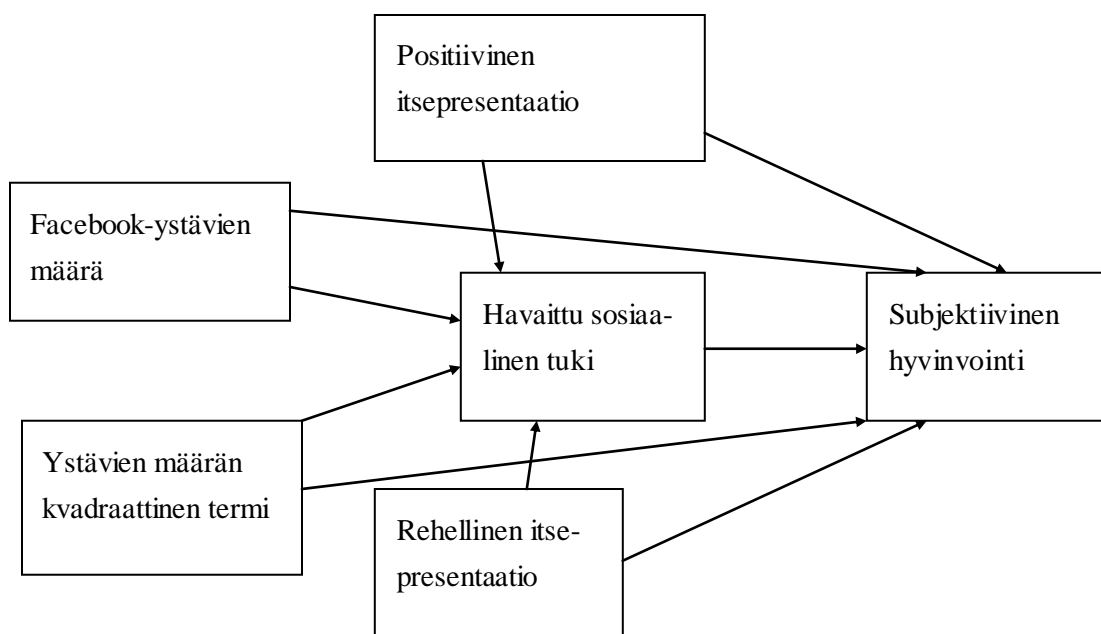 Positiivinen
itsepresentaatio
Facebook-ystävien
määrä
Havaittu sosiaa-
linen tuki
Subjektiivinen
hyvinvointi
Ystävien määrän
kvadraattinen termi
Rehellinen itse-
presentaatio